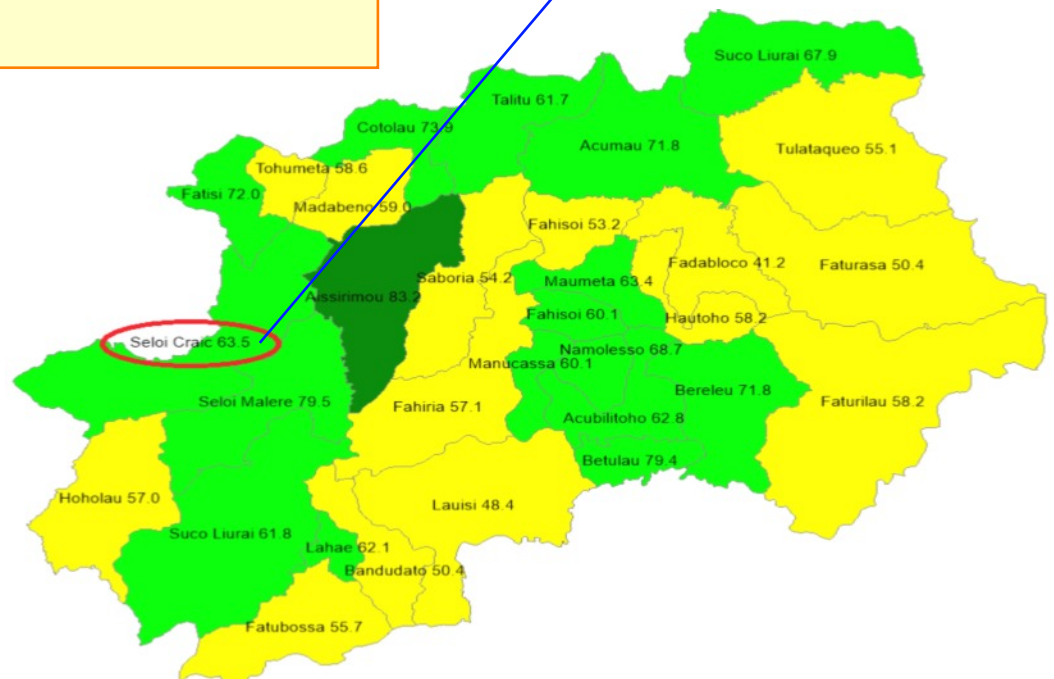 Suco Liurai 67.9
Talitu 61.7
Cotolau 73.9
Acumau 71.8
Tulataqueo 55.1
Tohumeta 58.6
Fatisi 72.0
Madabeno 59.0
Fahisoi 53.2
Fadabloco 41.2
Faturasa 50.4
Saboria 54.2
Maumeta 63.4
Aissirimou 83.2
Fahisoi 60.1
Hautoho 58.2
Seloi Craic 63.5
Namolesso 68.7
Manucassa 60.1
Bereleu 71.8
Seloi Malere 79.5
Fahiria 57.1
Faturilau 58.2
Acubilitoho 62.8
Betulau 79.4
Hoholau 57.0
Lauisi 48.4
Suco Liurai 61.8
Lahae 62.1
Bandudato 50.4
Fatubossa 55.7